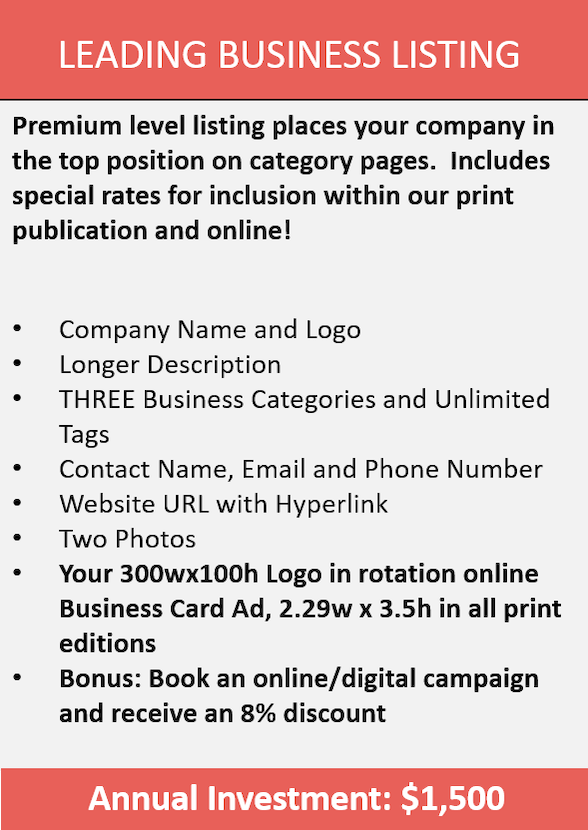 LEADING BUSINESS LISTING
Premium level listing places your company in
the top position on category pages.  Includes
special rates for inclusion within our print
publication and online!
• Company Name and Logo
• Longer Description
• THREE Business Categories and Unlimited
Tags
• Contact Name, Email and Phone Number
• Website URL with Hyperlink
• Two Photos
• Your 300wx100h Logo in rotation online
Business Card Ad, 2.29w x 3.5h in all print
editions
• Bonus: Book an online/digital campaign
and receive an 8% discount
Annual Investment: $1,500